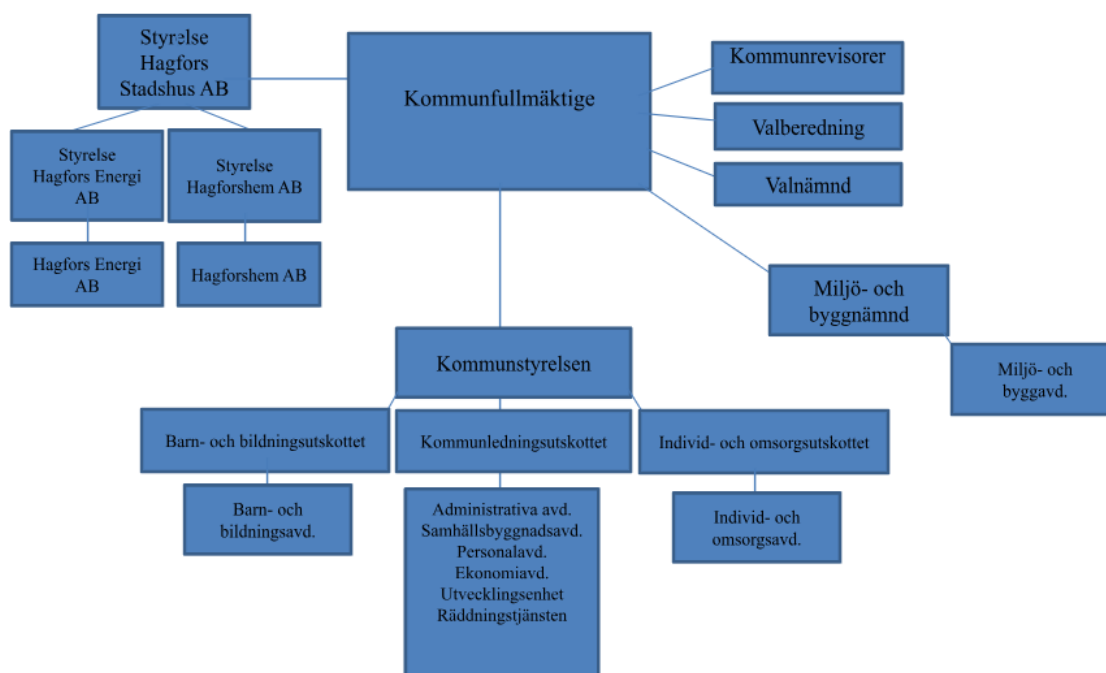 Styrelse
Hagfors
Stadshus AB
Kommunfullmäktige
Kommunrevisorer
Valberedning
Valnämnd
Styrelse
Hagfors Energi
AB
Styrelse
Hagforshem AB
Hagfors Energi
AB
Hagforshem AB
Miljö- och
byggnämnd
Miljö- och
byggavd.
Kommunstyrelsen
Barn- och bildningsutskottet
Kommunledningsutskottet
Individ- och omsorgsutskottet
Barn- och
bildningsavd.
Administrativa avd.
Samhällsbyggnadsavd.
Personalavd.
Ekonomiavd.
Utvecklingsenhet
Räddningstjänsten
Individ- och
omsorgsavd.